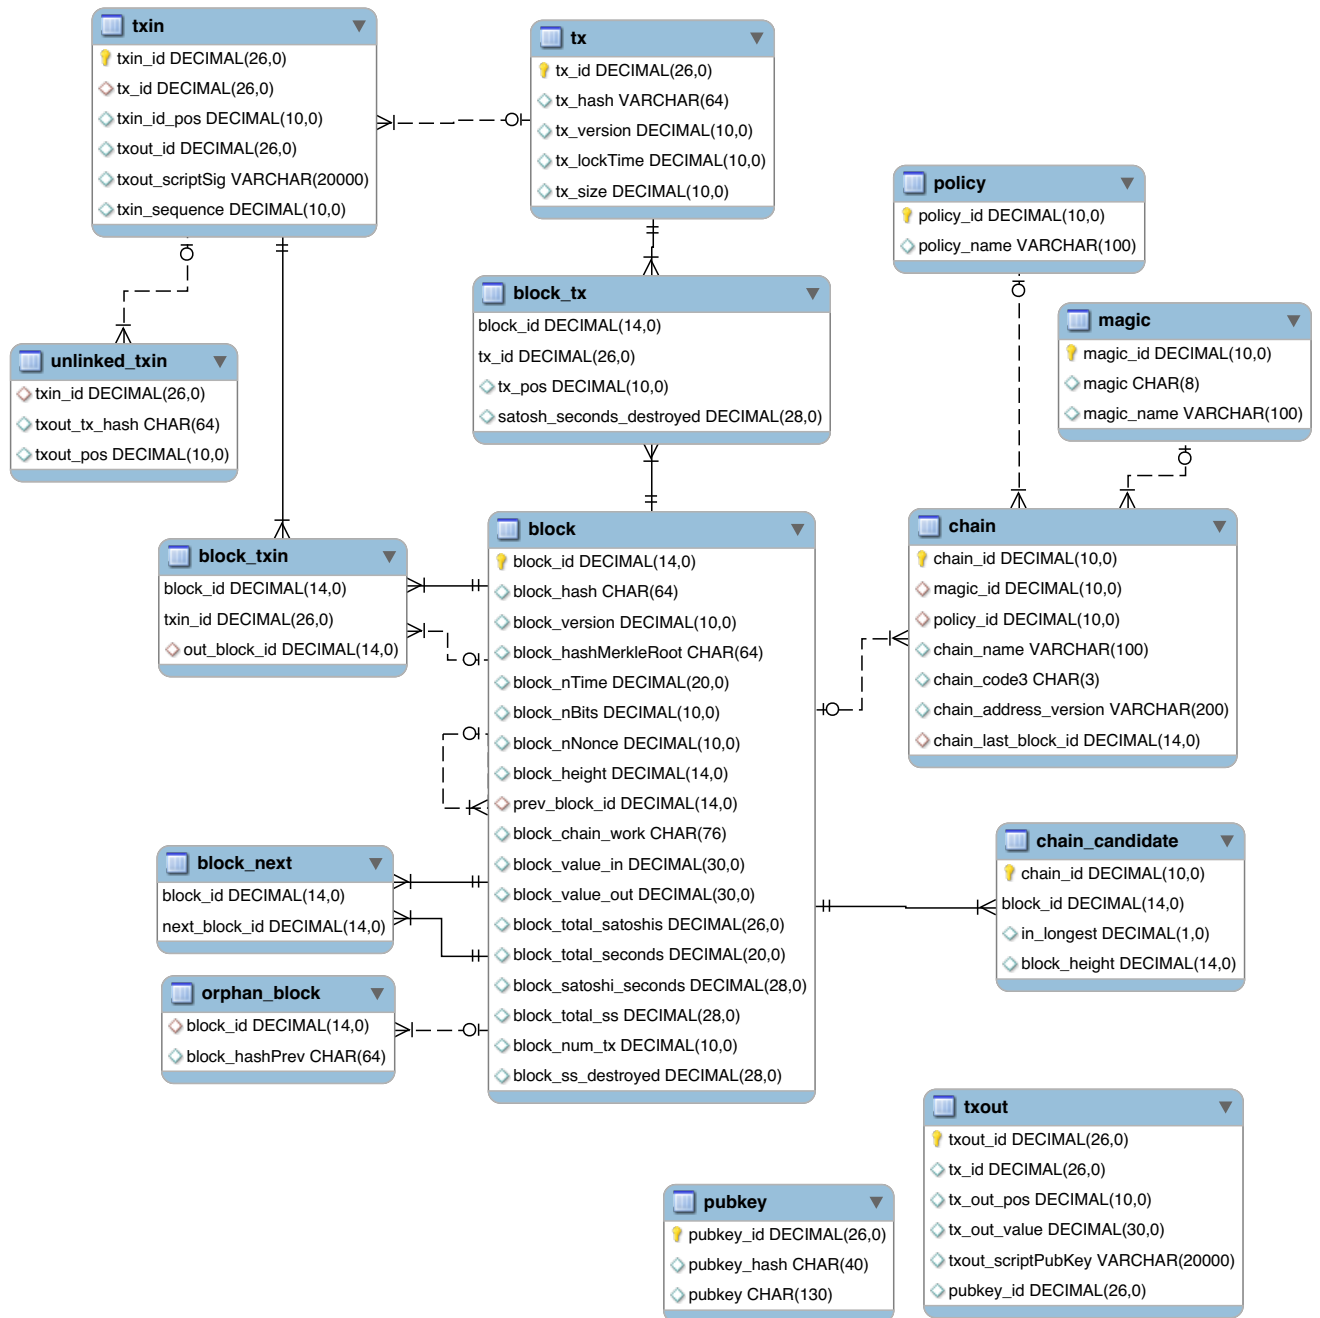 txin
txin_id DECIMAL(26,0)
tx_id DECIMAL(26,0)
txin_id_pos DECIMAL(10,0)
txout_id DECIMAL(26,0)
txout_scriptSig VARCHAR(20000)
txin_sequence DECIMAL(10,0)
tx
tx_id DECIMAL(26,0)
tx_hash VARCHAR(64)
tx_version DECIMAL(10,0)
tx_lockTime DECIMAL(10,0)
tx_size DECIMAL(10,0)
policy
policy_id DECIMAL(10,0)
policy_name VARCHAR(100)
block_tx
block_id DECIMAL(14,0)
tx_id DECIMAL(26,0)
tx_pos DECIMAL(10,0)
satosh_seconds_destroyed DECIMAL(28,0)
magic
magic_id DECIMAL(10,0)
magic CHAR(8)
magic_name VARCHAR(100)
unlinked_txin
txin_id DECIMAL(26,0)
txout_tx_hash CHAR(64)
txout_pos DECIMAL(10,0)
block_txin
block_id DECIMAL(14,0)
txin_id DECIMAL(26,0)
out_block_id DECIMAL(14,0)
block
block_id DECIMAL(14,0)
block_hash CHAR(64)
block_version DECIMAL(10,0)
block_hashMerkleRoot CHAR(64)
block_nTime DECIMAL(20,0)
block_nBits DECIMAL(10,0)
block_nNonce DECIMAL(10,0)
block_height DECIMAL(14,0)
prev_block_id DECIMAL(14,0)
block_chain_work CHAR(76)
block_value_in DECIMAL(30,0)
block_value_out DECIMAL(30,0)
block_total_satoshis DECIMAL(26,0)
block_total_seconds DECIMAL(20,0)
block_satoshi_seconds DECIMAL(28,0)
block_total_ss DECIMAL(28,0)
block_num_tx DECIMAL(10,0)
block_ss_destroyed DECIMAL(28,0)
chain
chain_id DECIMAL(10,0)
magic_id DECIMAL(10,0)
policy_id DECIMAL(10,0)
chain_name VARCHAR(100)
chain_code3 CHAR(3)
chain_address_version VARCHAR(200)
chain_last_block_id DECIMAL(14,0)
block_next
block_id DECIMAL(14,0)
next_block_id DECIMAL(14,0)
chain_candidate
chain_id DECIMAL(10,0)
block_id DECIMAL(14,0)
in_longest DECIMAL(1,0)
block_height DECIMAL(14,0)
orphan_block
block_id DECIMAL(14,0)
block_hashPrev CHAR(64)
txout
txout_id DECIMAL(26,0)
tx_id DECIMAL(26,0)
tx_out_pos DECIMAL(10,0)
tx_out_value DECIMAL(30,0)
txout_scriptPubKey VARCHAR(20000)
pubkey_id DECIMAL(26,0)
pubkey
pubkey_id DECIMAL(26,0)
pubkey_hash CHAR(40)
pubkey CHAR(130)